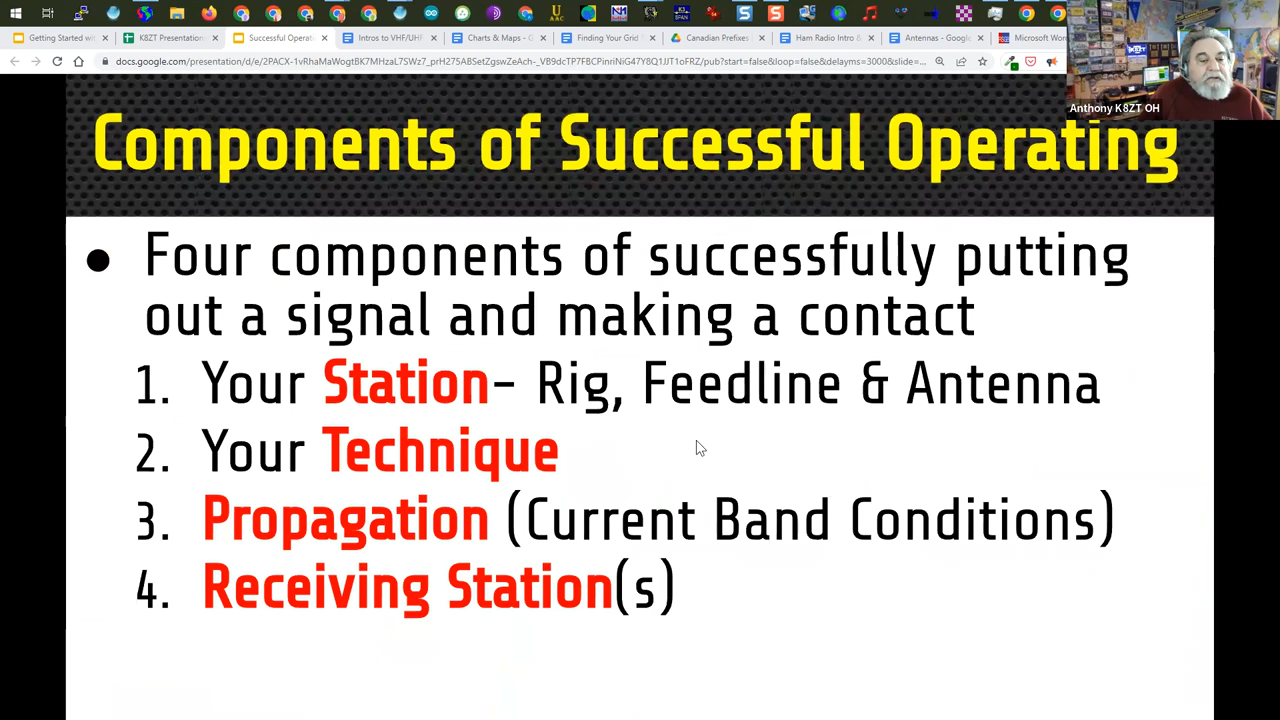 Getting Started wit
K8ZT Presentation
Successful Operati
Intros to VHF/UHF
Charts & Maps - G
Finding Your Grid
Canadian Prefixes
Ham Radio Intro &
Antennas - Google
Microsoft Wor
Anthony K8ZT OH
Components of Successful Operating
● Four components of successfully putting
out a signal and making a contact
1. Your Station- Rig, Feedline & Antenna
2. Your Technique
3. Propagation (Current Band Conditions)
4. Receiving Station(s)